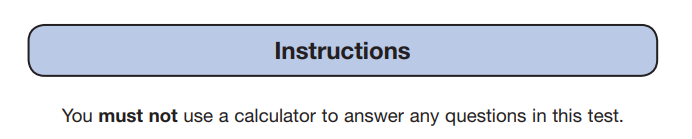 Instructions
You must not use a calculator to answer any questions in this test.